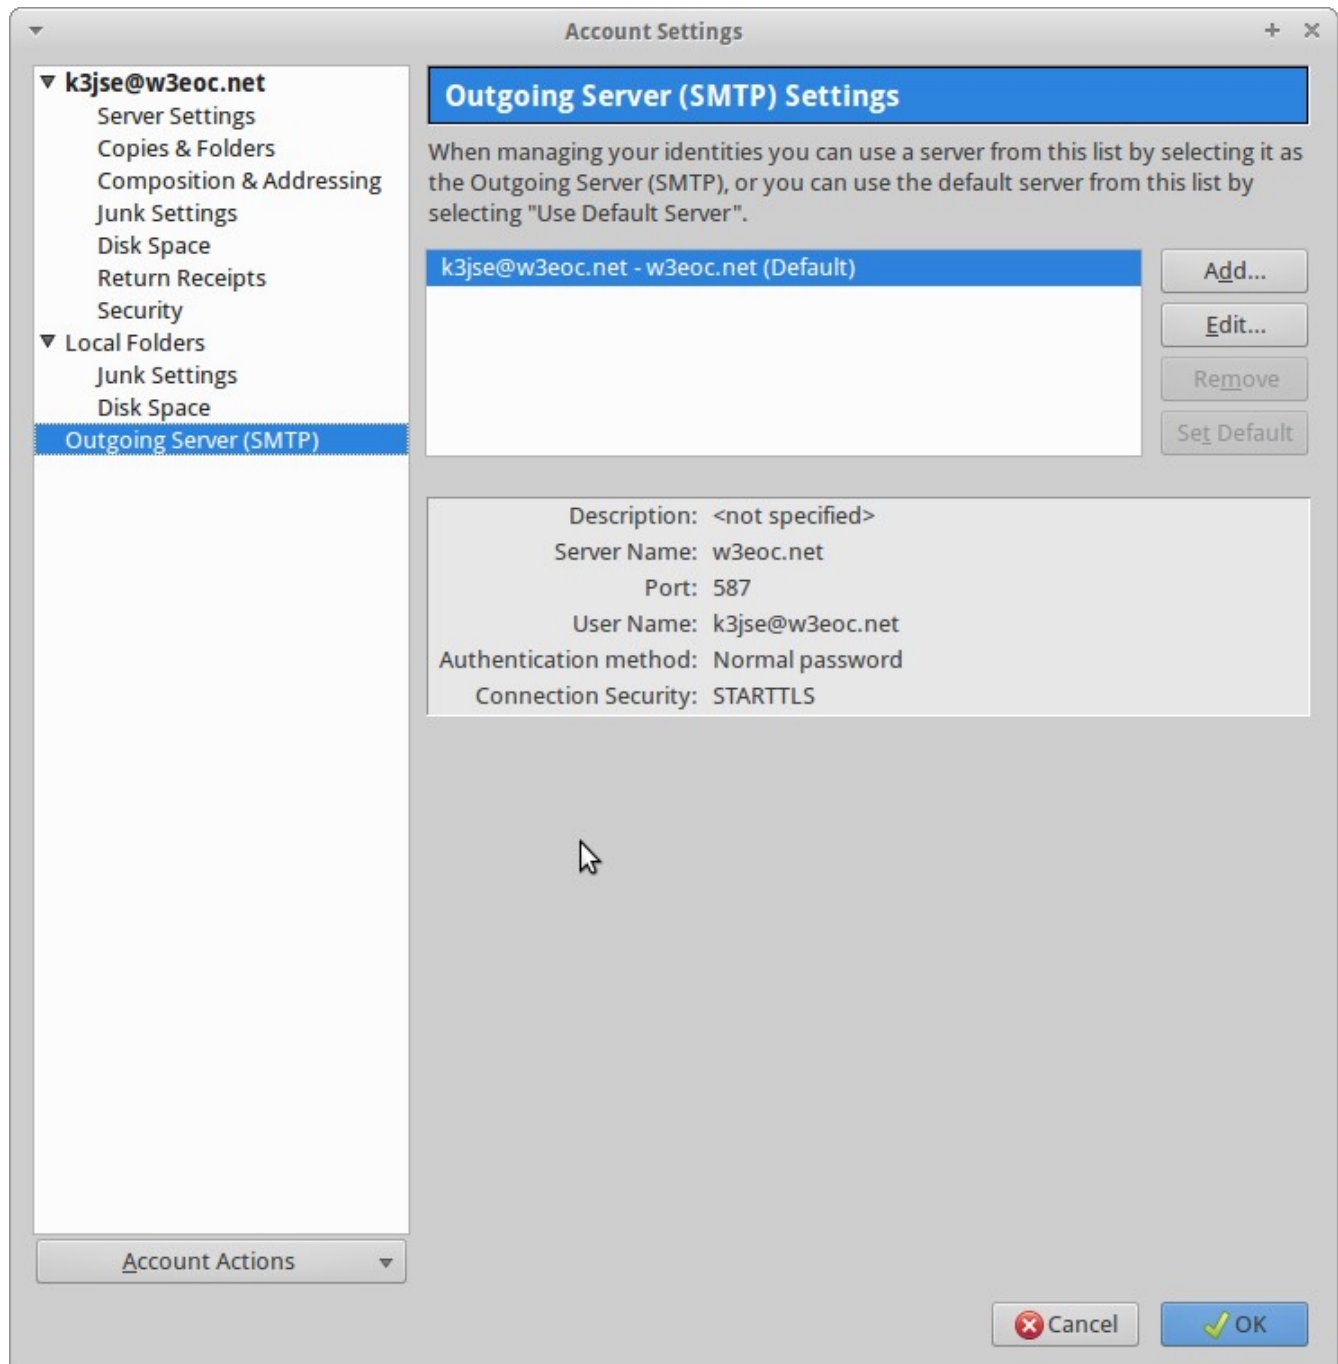 Account Settings
k3jse@w3eoc.net
Server Settings
Copies & Folders
Composition & Addressing
Junk Settings
Disk Space
Return Receipts
Security
Local Folders
Junk Settings
Disk Space
Outgoing Server (SMTP)
Account Actions
Outgoing Server (SMTP) Settings
When managing your identities you can use a server from this list by selecting it as
the Outgoing Server (SMTP), or you can use the default server from this list by
selecting "Use Default Server".
k3jse@w3eoc.net - w3eoc.net (Default)
Add...
Edit...
Remove
Set Default
Description: <not specified>
Server Name: w3eoc.net
Port: 587
User Name: k3jse@w3eoc.net
Authentication method: Normal password
Connection Security: STARTTLS
Cancel
OK